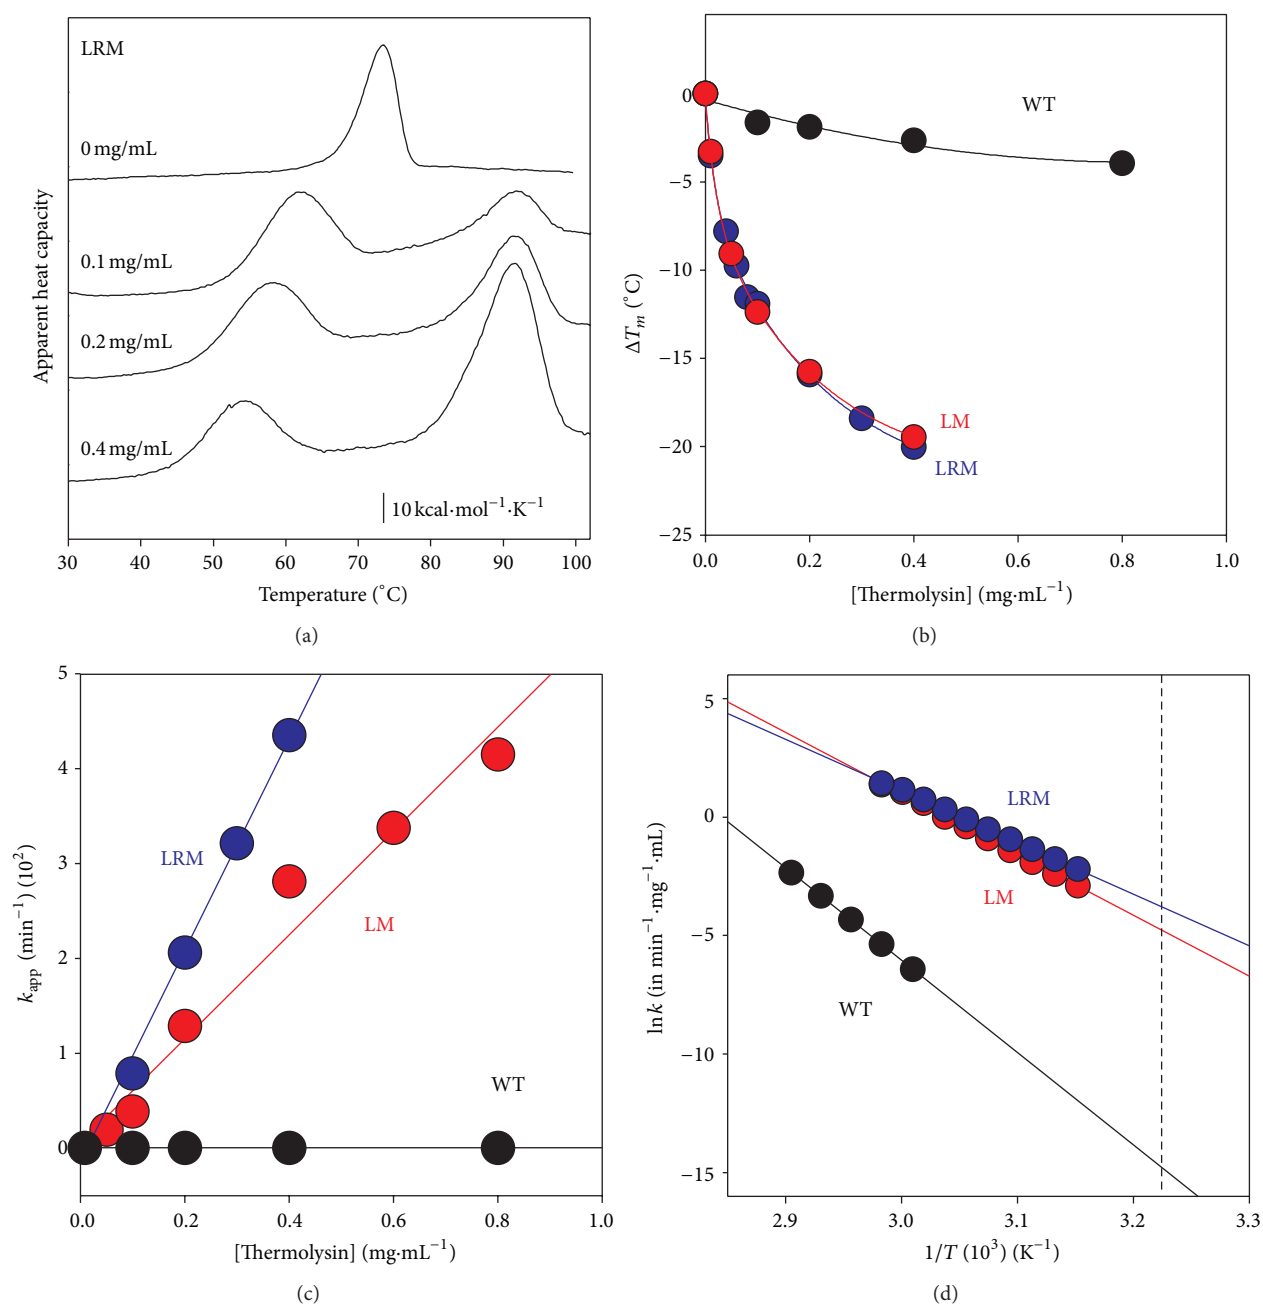 LRM
0 mg/mL
0.1 mg/mL
0.2 mg/mL
0.4 mg/mL
10 kcal·mol⁻¹·K⁻¹
Apparent heat capacity
30 40 50 60 70 80 90 100
Temperature (°C)
(a)
0
−5
−10
−15
−20
−25
ΔTₘ (°C)
WT
LM
LRM
0.0 0.2 0.4 0.6 0.8 1.0
[Thermolysin] (mg·mL⁻¹)
(b)
5
4
3
2
1
0
k_app (min⁻¹) (10²)
LRM
LM
WT
0.0 0.2 0.4 0.6 0.8 1.0
[Thermolysin] (mg·mL⁻¹)
(c)
5
0
−5
−10
−15
ln k (in min⁻¹·mg⁻¹·mL)
LRM
LM
WT
2.9 3.0 3.1 3.2 3.3
1/T (10³) (K⁻¹)
(d)